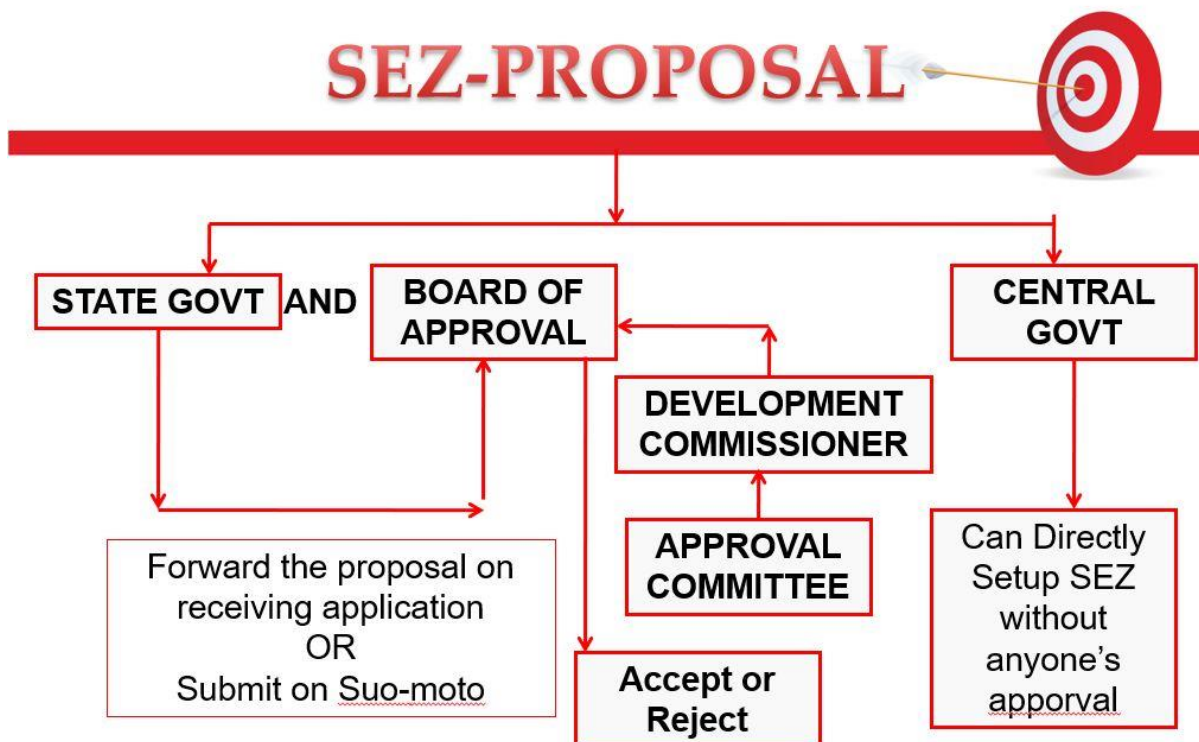 SEZ-PROPOSAL
STATE GOVT AND
BOARD OF
APPROVAL
CENTRAL
GOVT
DEVELOPMENT
COMMISSIONER
APPROVAL
COMMITTEE
Forward the proposal on
receiving application
OR
Submit on Suo-moto
Accept or
Reject
Can Directly
Setup SEZ
without
anyone’s
apporval